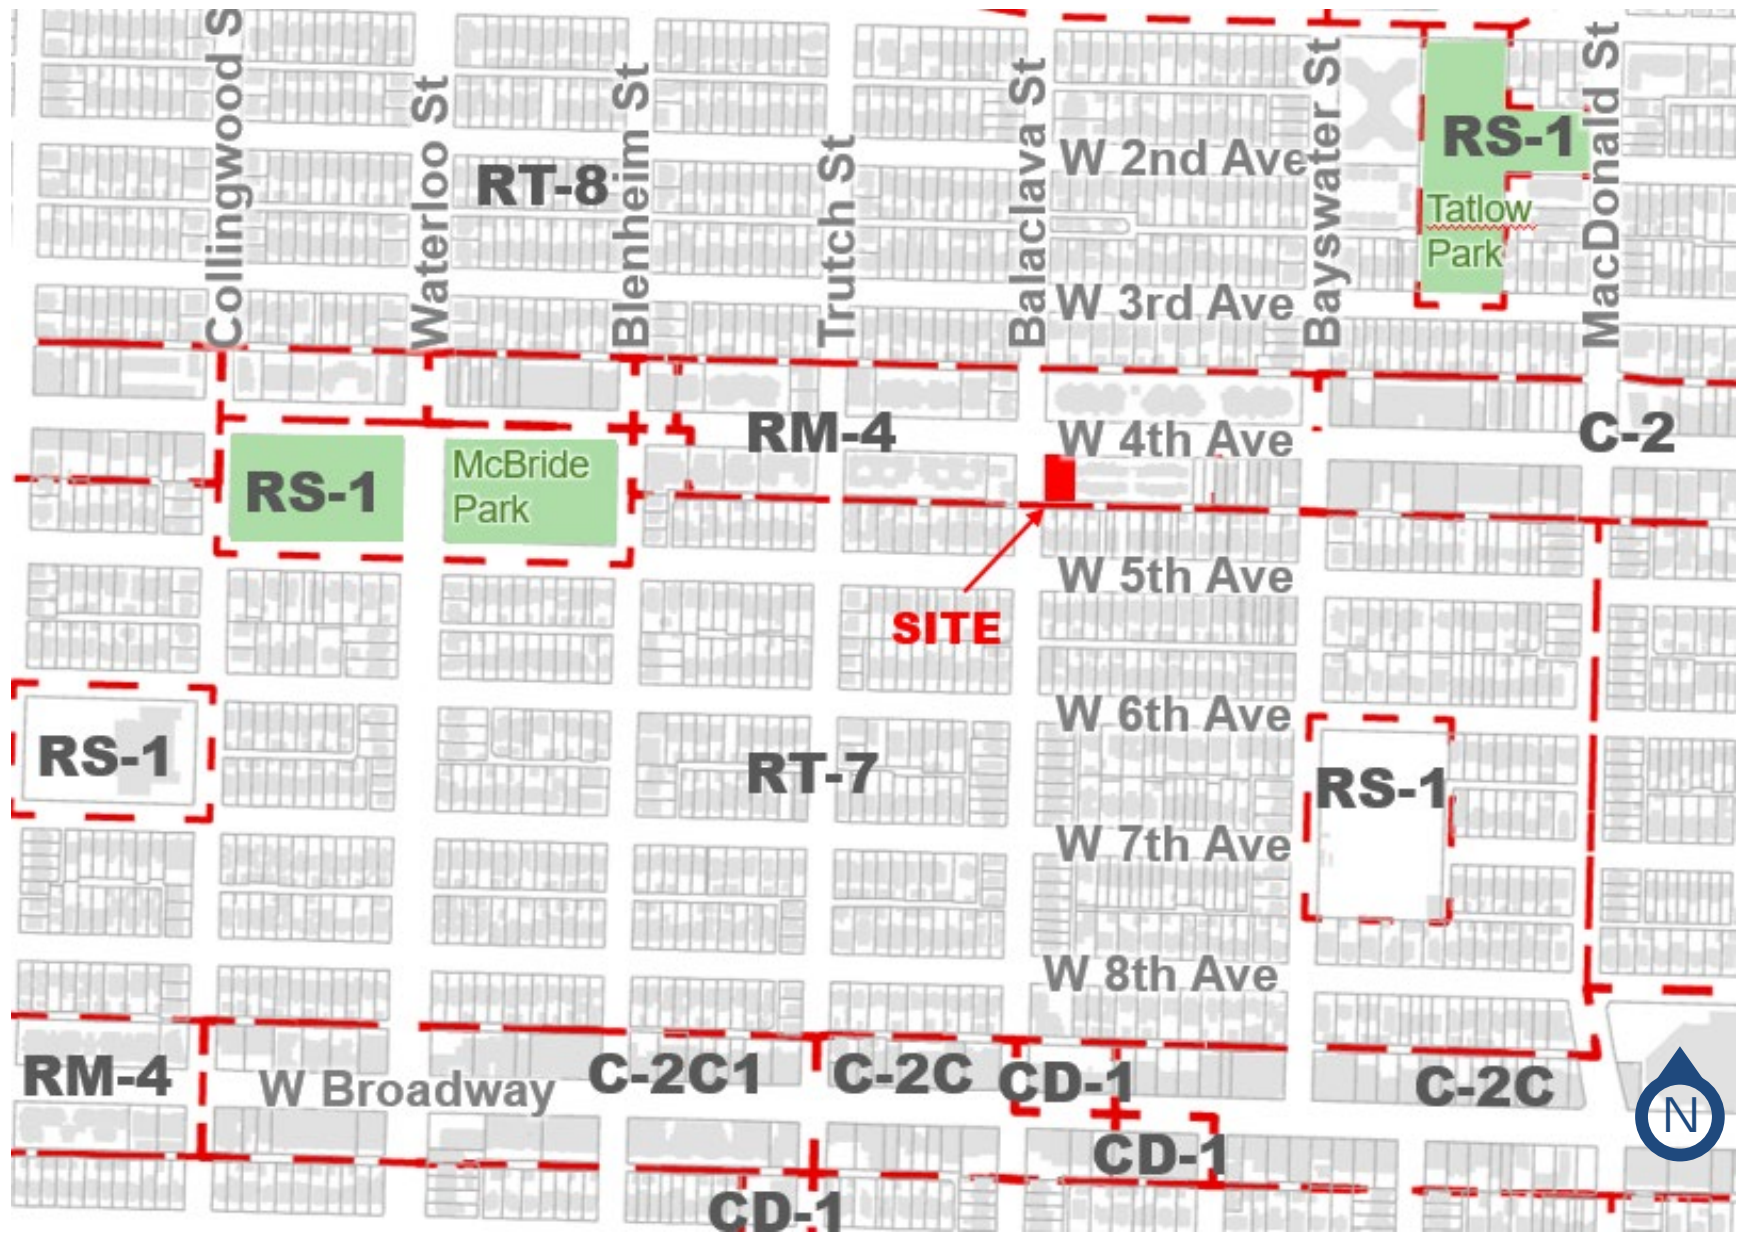 Collingwood S
Waterloo St
Blenheim St
Trutch St
Balaclava St
Bayswater St
MacDonald St
RT-8
W 2nd Ave
RS-1
Tatlow
Park
W 3rd Ave
RM-4
W 4th Ave
C-2
RS-1
McBride
Park
W 5th Ave
SITE
W 6th Ave
RS-1
RT-7
RS-1
W 7th Ave
W 8th Ave
RM-4
W Broadway
C-2C1
C-2C
CD-1
C-2C
N
CD-1
CD-1